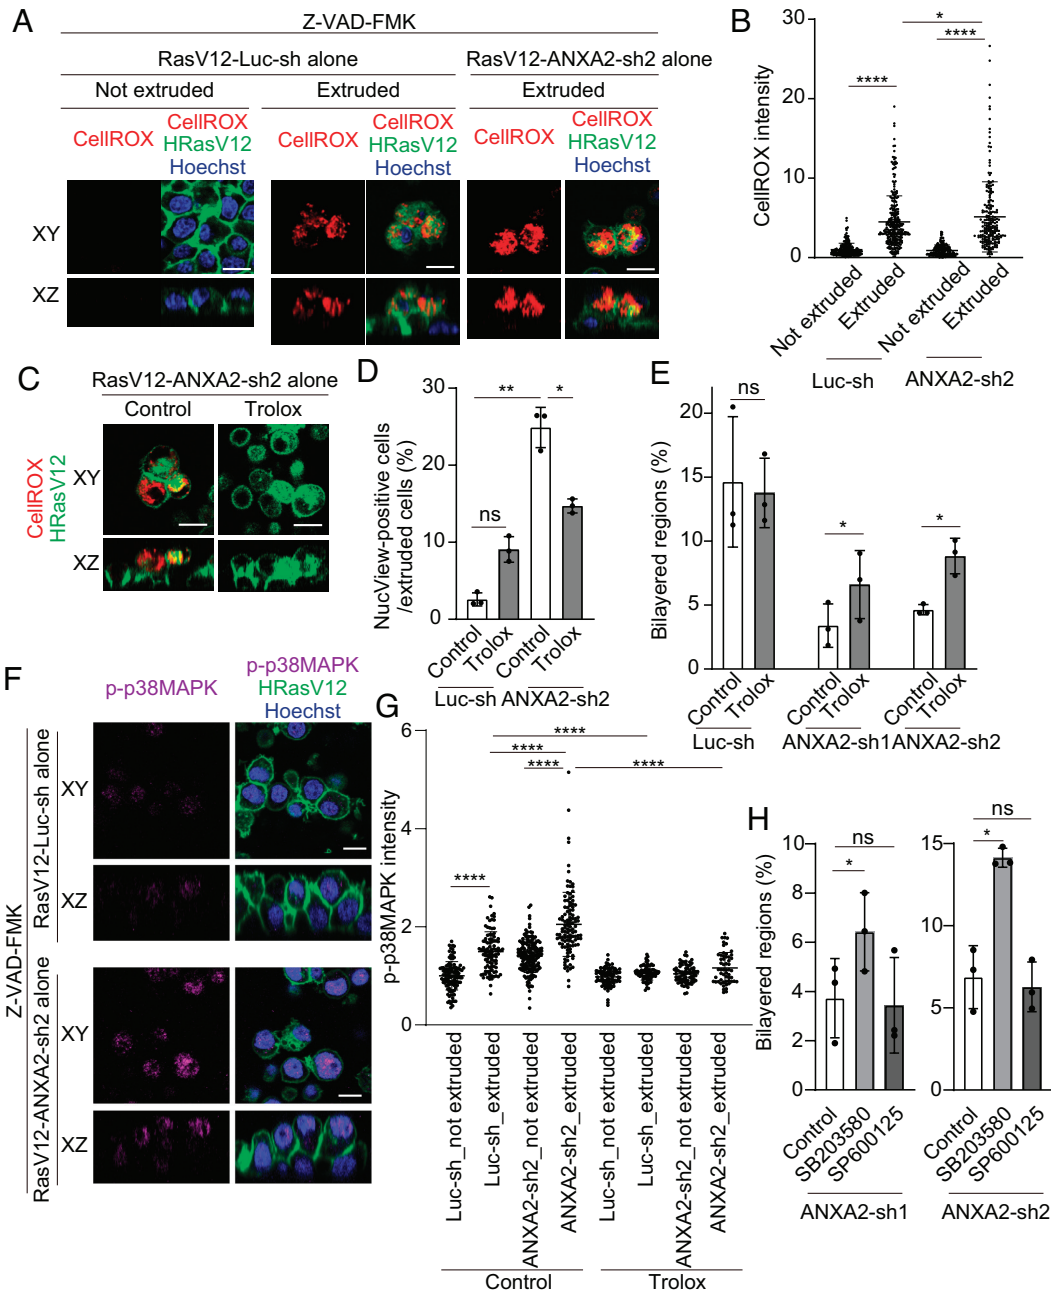 A
Z-VAD-FMK
RasV12-Luc-sh alone
RasV12-ANXA2-sh2 alone
Not extruded
Extruded
Extruded
CellROX
CellROX
HRasV12
Hoechst
CellROX
CellROX
HRasV12
Hoechst
CellROX
CellROX
HRasV12
Hoechst
XY
XZ
B
CellROX intensity
30
20
10
0
****
****
*
Not extruded
Extruded
Not extruded
Extruded
Luc-sh
ANXA2-sh2
C
RasV12-ANXA2-sh2 alone
Control
Trolox
CellROX
HRasV12
XY
XZ
D
NucView-positive cells
/extruded cells (%)
30
20
10
0
ns
**
*
Control
Trolox
Control
Trolox
Luc-sh
ANXA2-sh2
E
Bilayered regions (%)
20
15
10
5
0
ns
*
*
Control
Trolox
Control
Trolox
Control
Trolox
Luc-sh
ANXA2-sh1
ANXA2-sh2
F
p-p38MAPK
p-p38MAPK
HRasV12
Hoechst
Z-VAD-FMK
RasV12-Luc-sh alone
XY
XZ
RasV12-ANXA2-sh2 alone
XY
XZ
G
p-p38MAPK intensity
6
4
2
0
****
****
****
****
****
Luc-sh_not extruded
Luc-sh_extruded
ANXA2-sh2_not extruded
ANXA2-sh2_extruded
Luc-sh_not extruded
Luc-sh_extruded
ANXA2-sh2_not extruded
ANXA2-sh2_extruded
Control
Trolox
H
Bilayered regions (%)
10
8
6
4
2
0
ns
*
Control
SB203580
SP600125
ANXA2-sh1
15
10
5
0
ns
*
Control
SB203580
SP600125
ANXA2-sh2